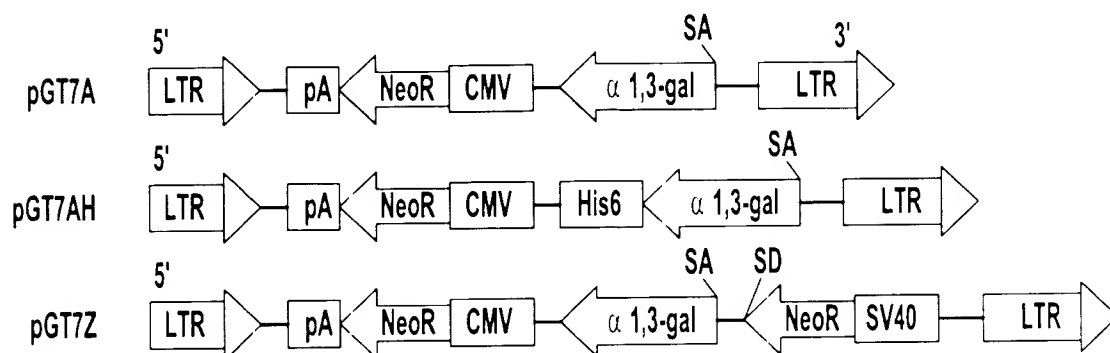 5' SA 3'
pGT7A LTR pA NeoR CMV α 1,3-gal LTR
5' SA
pGT7AH LTR pA NeoR CMV His6 α 1,3-gal LTR
5' SA SD
pGT7Z LTR pA NeoR CMV α 1,3-gal NeoR SV40 LTR